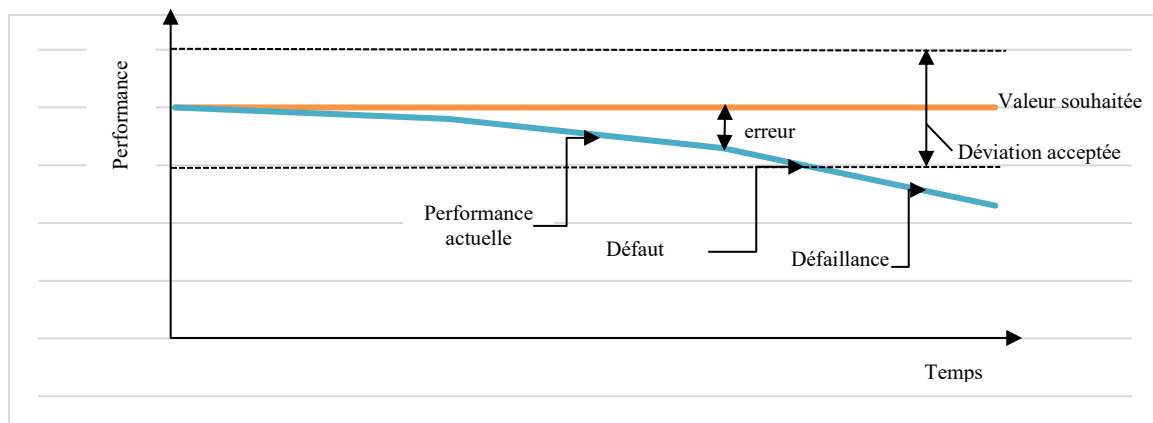 Performance
Valeur souhaitée
erreur
Déviation acceptée
Performance
actuelle
Défaut
Défaillance
Temps